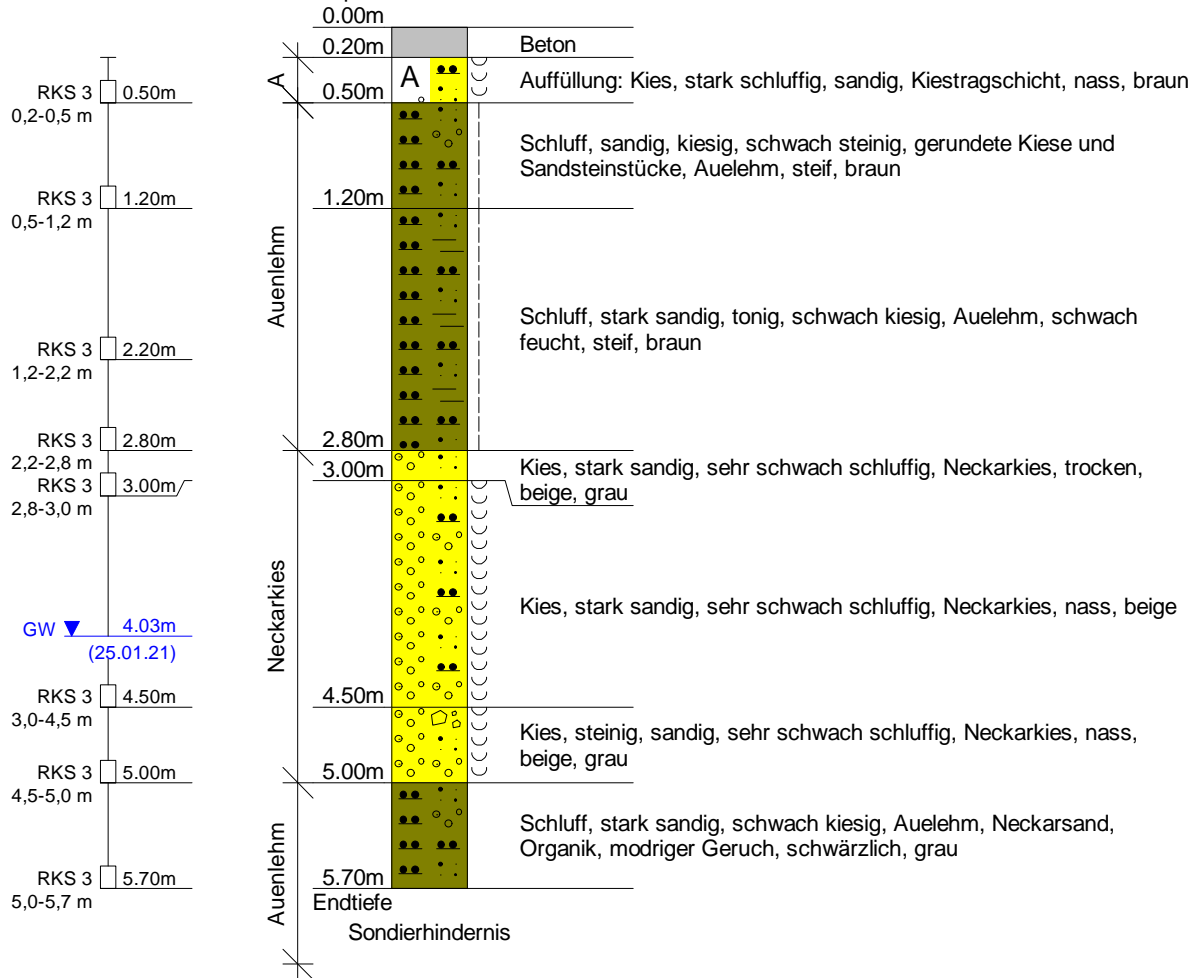 0.00m
0.20m
Beton
A
A
Auffüllung: Kies, stark schluffig, sandig, Kiestragschicht, nass, braun
RKS 3
0.50m
0.50m
0,2-0,5 m
Schluff, sandig, kiesig, schwach steinig, gerundete Kiese und
Sandsteinstücke, Auelehm, steif, braun
RKS 3
1.20m
1.20m
0,5-1,2 m
Auenlehm
Schluff, stark sandig, tonig, schwach kiesig, Auelehm, schwach
feucht, steif, braun
RKS 3
2.20m
1,2-2,2 m
RKS 3
2.80m
2.80m
2,2-2,8 m
Kies, stark sandig, sehr schwach schluffig, Neckarkies, trocken,
beige, grau
3.00m
RKS 3
3.00m
2,8-3,0 m
Neckarkies
Kies, stark sandig, sehr schwach schluffig, Neckarkies, nass, beige
GW
4.03m
(25.01.21)
RKS 3
4.50m
4.50m
3,0-4,5 m
Kies, steinig, sandig, sehr schwach schluffig, Neckarkies, nass,
beige, grau
RKS 3
5.00m
5.00m
4,5-5,0 m
Auenlehm
Schluff, stark sandig, schwach kiesig, Auelehm, Neckarsand,
Organik, modriger Geruch, schwärzlich, grau
RKS 3
5.70m
5.70m
5,0-5,7 m
Endtiefe
Sondierhindernis